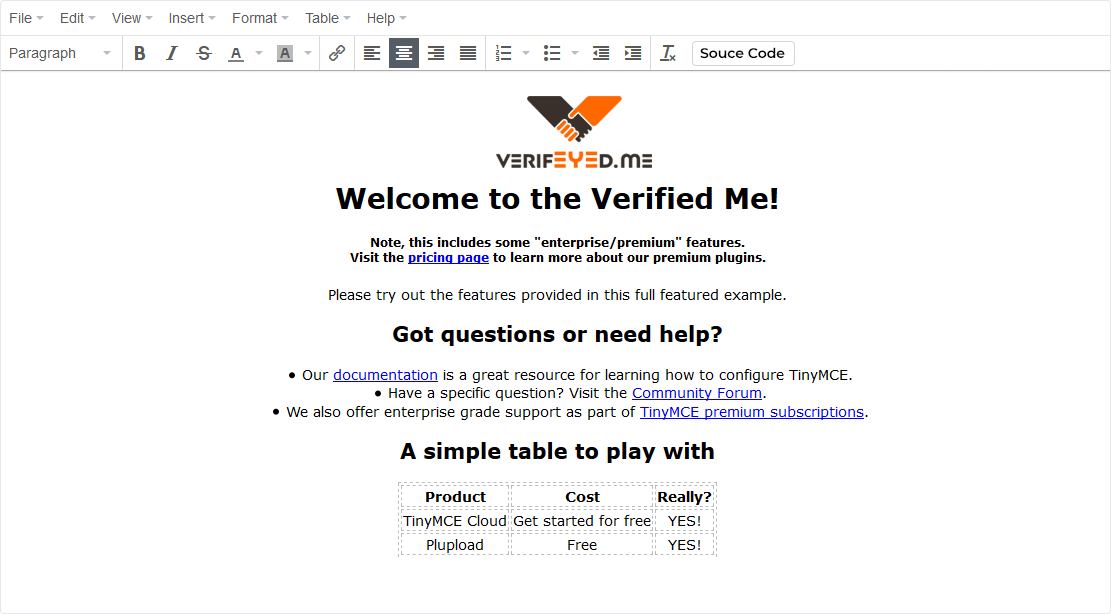 File Edit View Insert Format Table Help
Paragraph B I S A A Souce Code
VERIFEYED.ME
Welcome to the Verified Me!
Note, this includes some "enterprise/premium" features.
Visit the pricing page to learn more about our premium plugins.
Please try out the features provided in this full featured example.
Got questions or need help?
• Our documentation is a great resource for learning how to configure TinyMCE.
• Have a specific question? Visit the Community Forum.
• We also offer enterprise grade support as part of TinyMCE premium subscriptions.
A simple table to play with
Product Cost Really?
TinyMCE Cloud Get started for free YES!
Plupload Free YES!